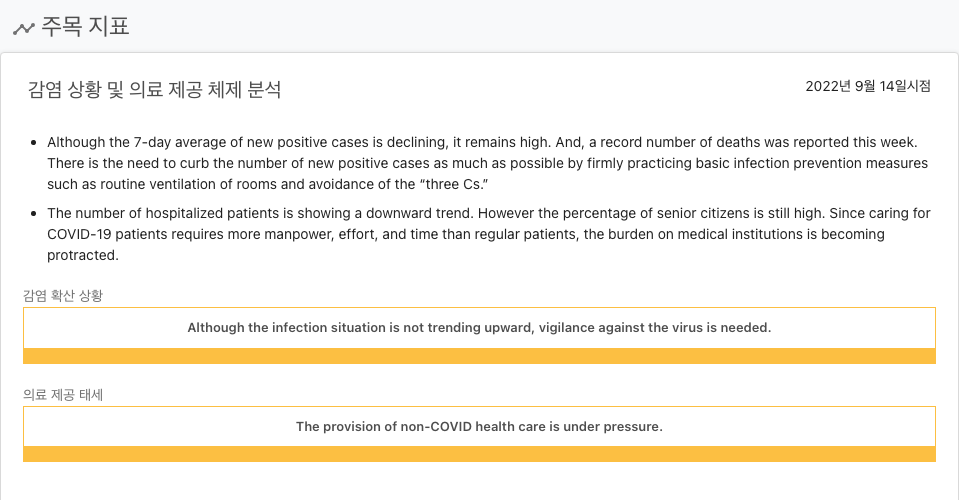 주목 지표
감염 상황 및 의료 제공 체제 분석
2022년 9월 14일시점
Although the 7-day average of new positive cases is declining, it remains high. And, a record number of deaths was reported this week.
There is the need to curb the number of new positive cases as much as possible by firmly practicing basic infection prevention measures
such as routine ventilation of rooms and avoidance of the “three Cs.”
The number of hospitalized patients is showing a downward trend. However the percentage of senior citizens is still high. Since caring for
COVID-19 patients requires more manpower, effort, and time than regular patients, the burden on medical institutions is becoming
protracted.
감염 확산 상황
Although the infection situation is not trending upward, vigilance against the virus is needed.
의료 제공 태세
The provision of non-COVID health care is under pressure.